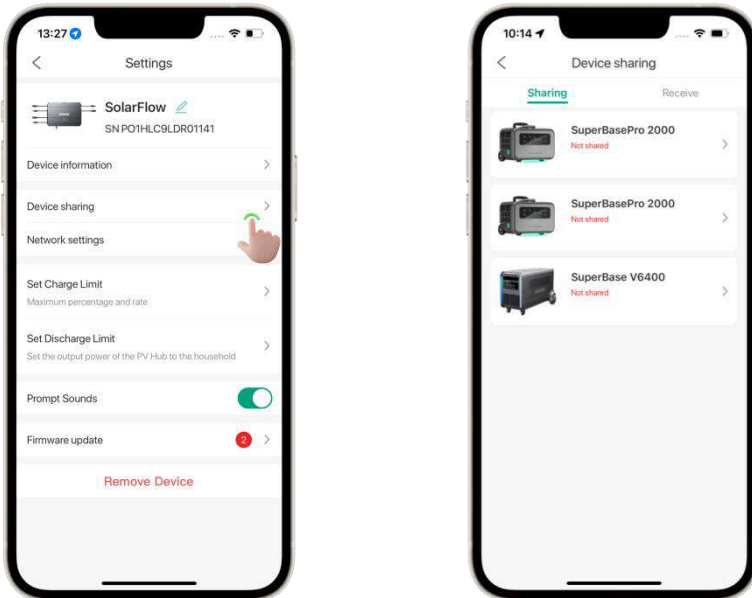 13:27
Settings
SolarFlow
SN PO1HLC9LDR01141
Device information
Device sharing
Network settings
Set Charge Limit
Maximum percentage and rate
Set Discharge Limit
Set the output power of the PV Hub to the household
Prompt Sounds
Firmware update 2
Remove Device
10:14
Device sharing
Sharing Receive
SuperBasePro 2000
Not shared
SuperBasePro 2000
Not shared
SuperBase V6400
Not shared